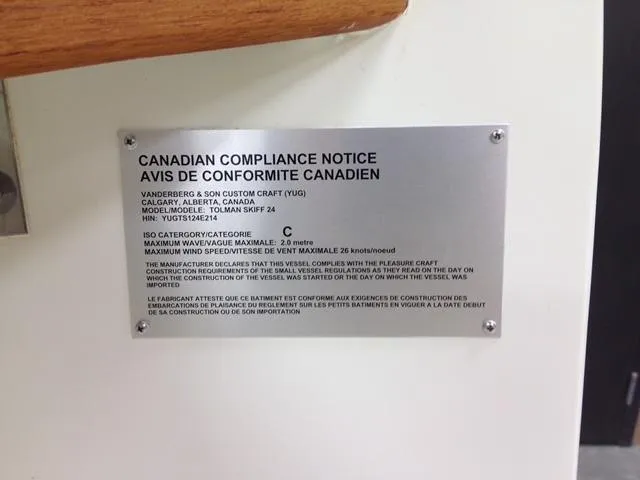 CANADIAN COMPLIANCE NOTICE
AVIS DE CONFORMITE CANADIEN
VANDERBERG & SON CUSTOM CRAFT (YUG)
CALGARY, ALBERTA, CANADA
MODEL/MODELE: TOLMAN SKIFF 24
HIN: YUGTS124E214
ISO CATERGORY/CATEGORIE C
MAXIMUM WAVE/VAGUE MAXIMALE: 2.0 metre
MAXIMUM WIND SPEED/VITESSE DE VENT MAXIMALE 26 knots/noeud
THE MANUFACTURER DECLARES THAT THIS VESSEL COMPLIES WITH THE PLEASURE CRAFT
CONSTRUCTION REQUIREMENTS OF THE SMALL VESSEL REGULATIONS AS THEY READ ON THE DAY ON
WHICH THE CONSTRUCTION OF THE VESSEL WAS STARTED OR THE DAY ON WHICH THE VESSEL WAS
IMPORTED
LE FABRICANT ATTESTE QUE CE BATIMENT EST CONFORME AUX EXIGENCES DE CONSTRUCTION DES
EMBARCATIONS DE PLAISANCE DU REGLEMENT SUR LES PETITS BATIMENTS EN VIGUER A LA DATE DEBUT
DE SA CONSTRUCTION OU DE SON IMPORTATION